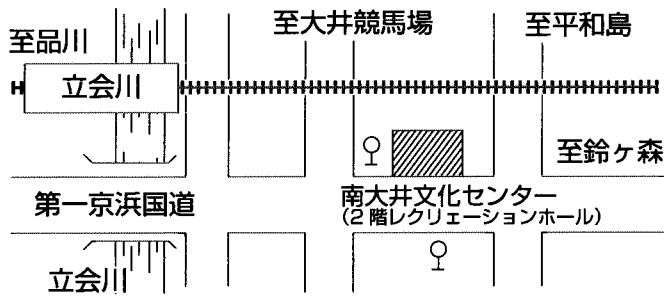 至大井競馬場
至平和島
至品川
立会川
至鈴ヶ森
第一京浜国道
南大井文化センター
(2階レクリェーションホール)
立会川